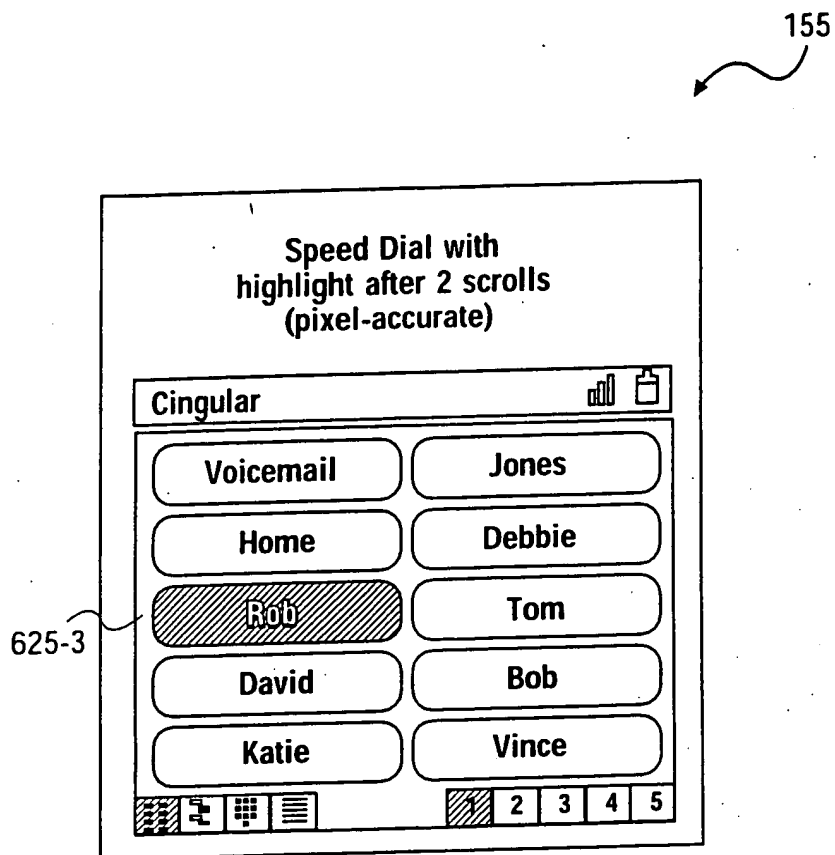 155
Speed Dial with
highlight after 2 scrolls
(pixel-accurate)
Cingular
Voicemail Jones
Home Debbie
625-3 Rob Tom
David Bob
Katie Vince
1 2 3 4 5